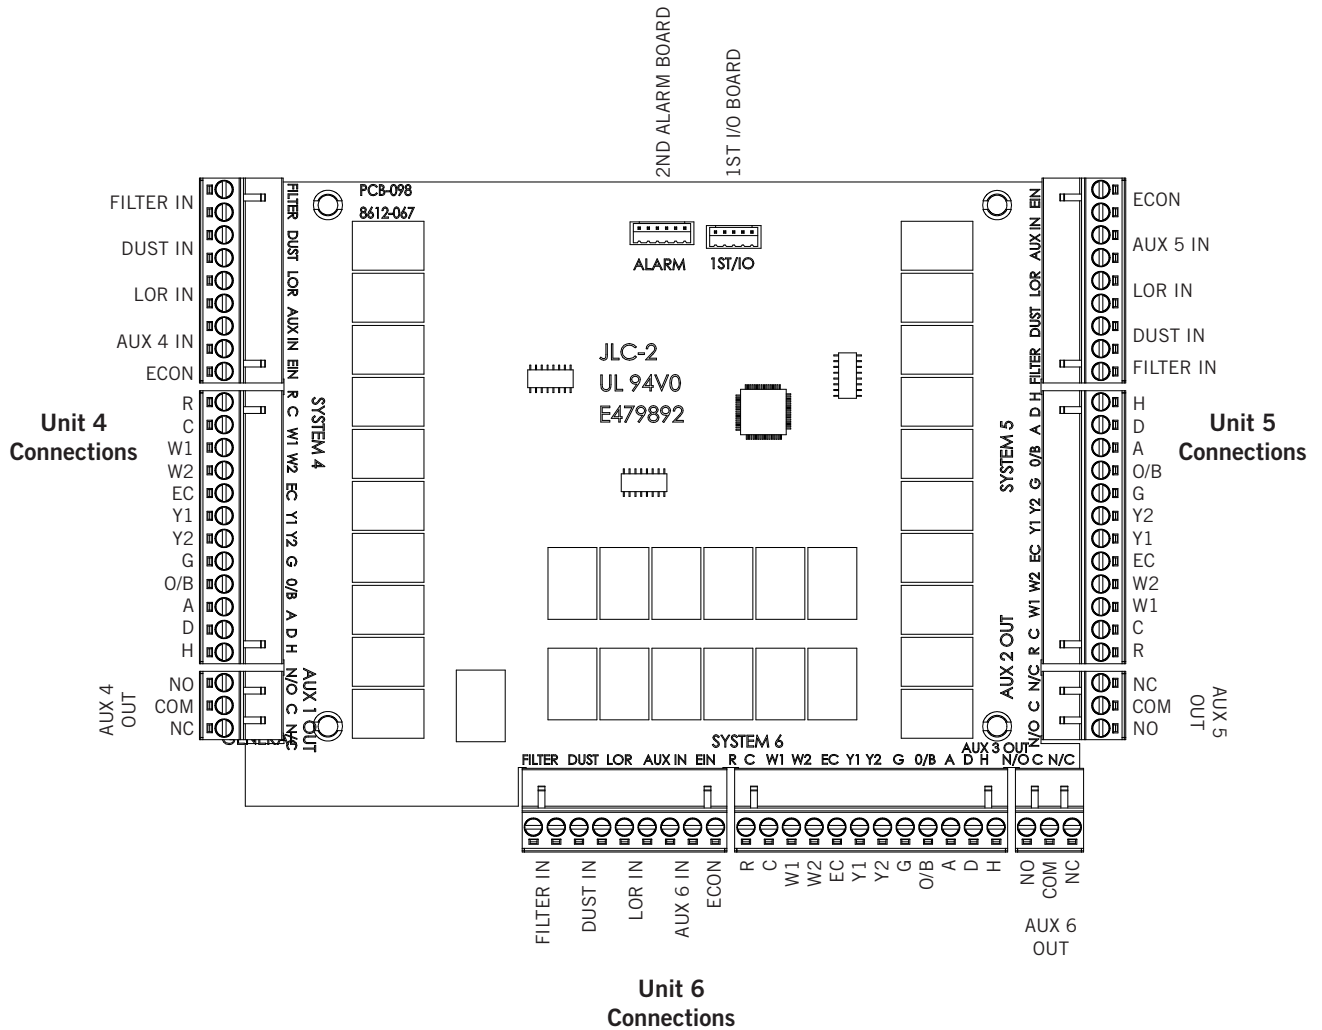 2ND ALARM BOARD
1ST I/O BOARD
PCB-098
8612-067
ALARM
1ST/IO
JLC-2
UL 94V0
E479892
FILTER IN
DUST IN
LOR IN
AUX 4 IN
ECON
Unit 4
Connections
R
C
W1
W2
EC
Y1
Y2
G
O/B
A
D
H
AUX 4
OUT
NO
COM
NC
FILTER DUST LOR AUX IN EIN
R C W1 W2 EC Y1 Y2 G O/B A D H
N/O C N/C
SYSTEM 4
AUX 1 OUT
SYSTEM 5
AUX 2 OUT
FILTER DUST LOR AUX IN EIN
R C W1 W2 EC Y1 Y2 G O/B A D H
N/O C N/C
ECON
AUX 5 IN
LOR IN
DUST IN
FILTER IN
Unit 5
Connections
H
D
A
O/B
G
Y2
Y1
EC
W2
W1
C
R
NC
COM
NO
AUX 5
OUT
SYSTEM 6
AUX 3 OUT
FILTER DUST LOR AUX IN EIN R C W1 W2 EC Y1 Y2 G O/B A D H N/O C N/C
FILTER IN
DUST IN
LOR IN
AUX 6 IN
ECON
R
C
W1
W2
EC
Y1
Y2
G
O/B
A
D
H
NO
COM
NC
AUX 6
OUT
Unit 6
Connections